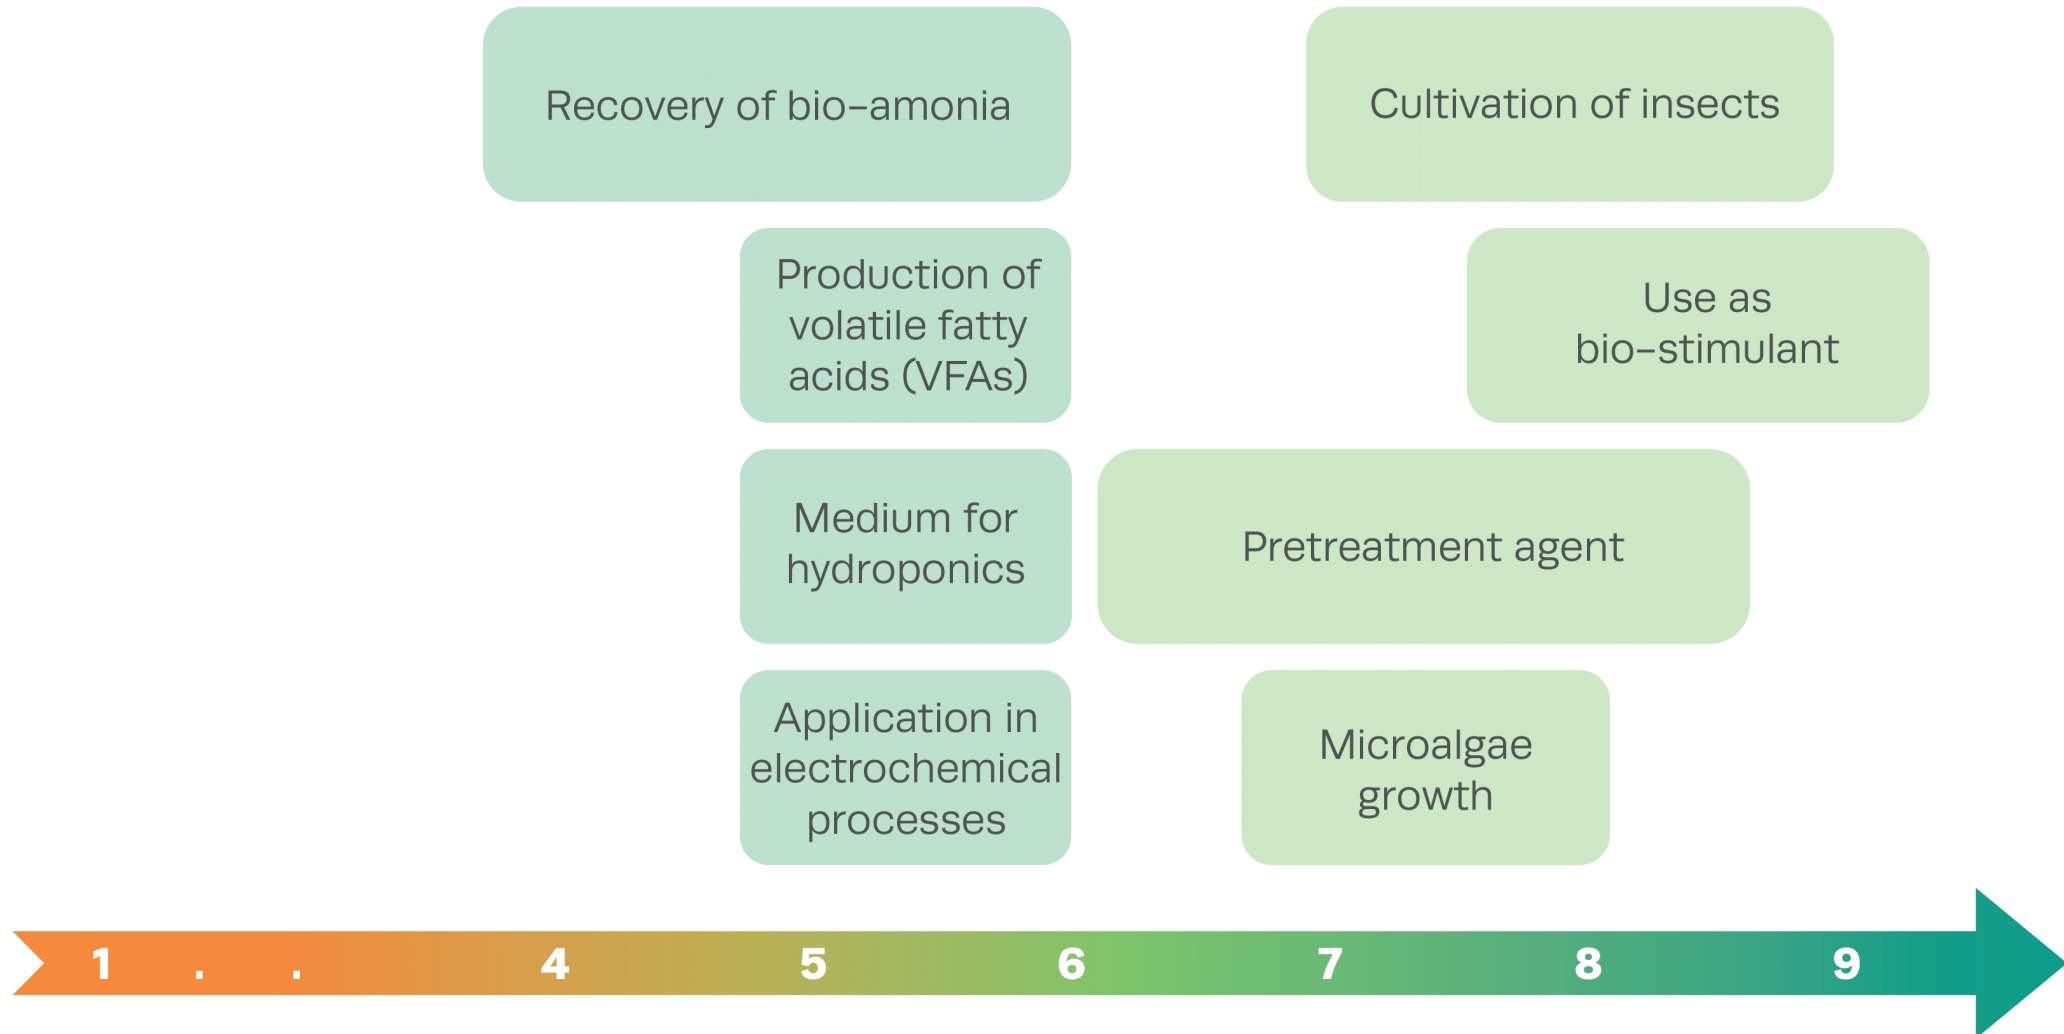 Recovery of bio-amonia
Cultivation of insects
Production of
volatile fatty
acids (VFAs)
Use as
bio-stimulant
Medium for
hydroponics
Pretreatment agent
Application in
electrochemical
processes
Microalgae
growth
1 . . 4 5 6 7 8 9